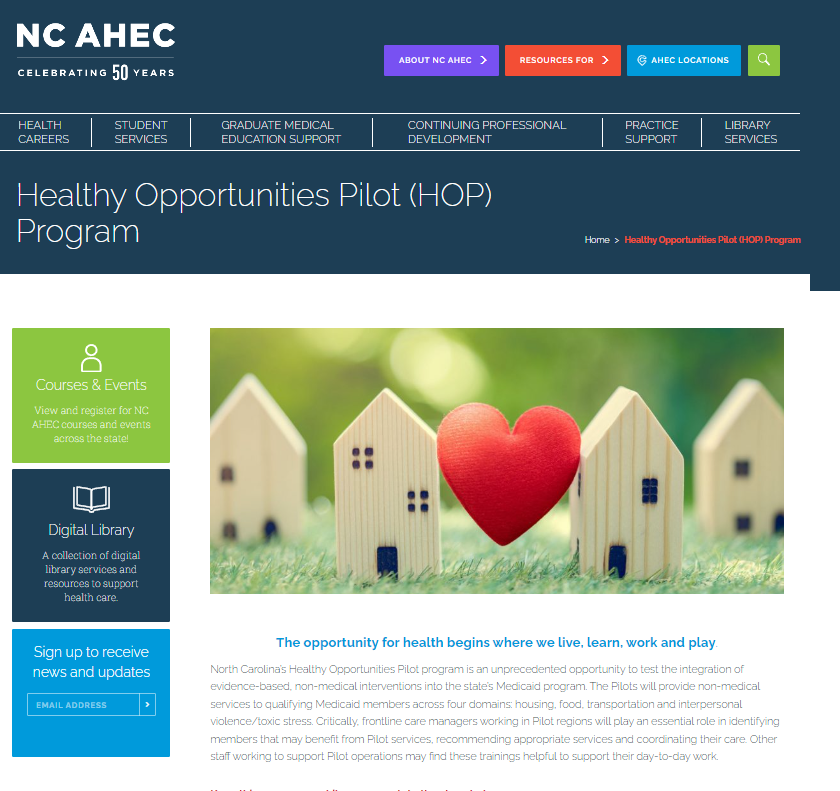 NC AHEC
CELEBRATING 50 YEARS
ABOUT NC AHEC
RESOURCES FOR
AHEC LOCATIONS
HEALTH
CAREERS
STUDENT
SERVICES
GRADUATE MEDICAL
EDUCATION SUPPORT
CONTINUING PROFESSIONAL
DEVELOPMENT
PRACTICE
SUPPORT
LIBRARY
SERVICES
Healthy Opportunities Pilot (HOP)
Program
Home > Healthy Opportunities Pilot (HOP) Program
Courses & Events
View and register for NC
AHEC courses and events
across the state!
Digital Library
A collection of digital
library services and
resources to support
health care.
Sign up to receive
news and updates
EMAIL ADDRESS
The opportunity for health begins where we live, learn, work and play.
North Carolina's Healthy Opportunities Pilot program is an unprecedented opportunity to test the integration of
evidence-based, non-medical interventions into the state's Medicaid program. The Pilots will provide non-medical
services to qualifying Medicaid members across four domains: housing, food, transportation and interpersonal
violence/toxic stress. Critically, frontline care managers working in Pilot regions will play an essential role in identifying
members that may benefit from Pilot services, recommending appropriate services and coordinating their care. Other
staff working to support Pilot operations may find these trainings helpful to support their day-to-day work.